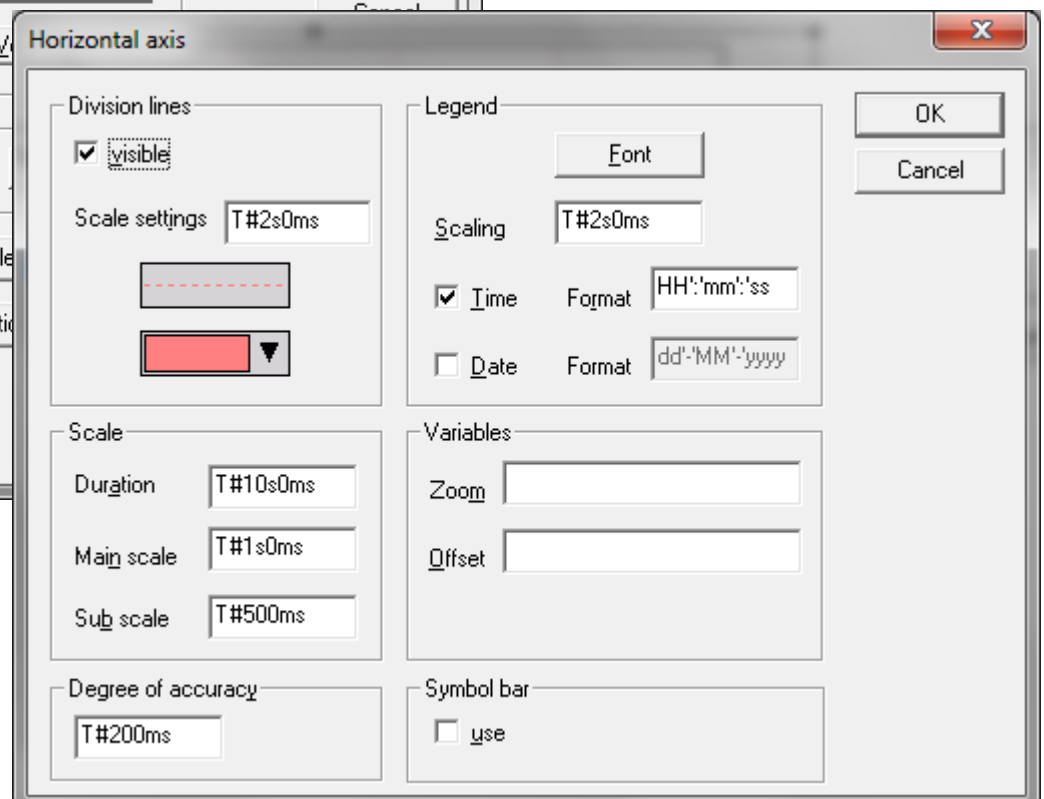 Cancel
Horizontal axis
Division lines
visible
Scale settings T#2s0ms
Legend
Font
Scaling T#2s0ms
Time Format HH':'mm':'ss
Date Format dd'-'MM'-'yyyy
OK
Cancel
Scale
Duration T#10s0ms
Main scale T#1s0ms
Sub scale T#500ms
Variables
Zoom
Offset
Degree of accuracy
T#200ms
Symbol bar
use